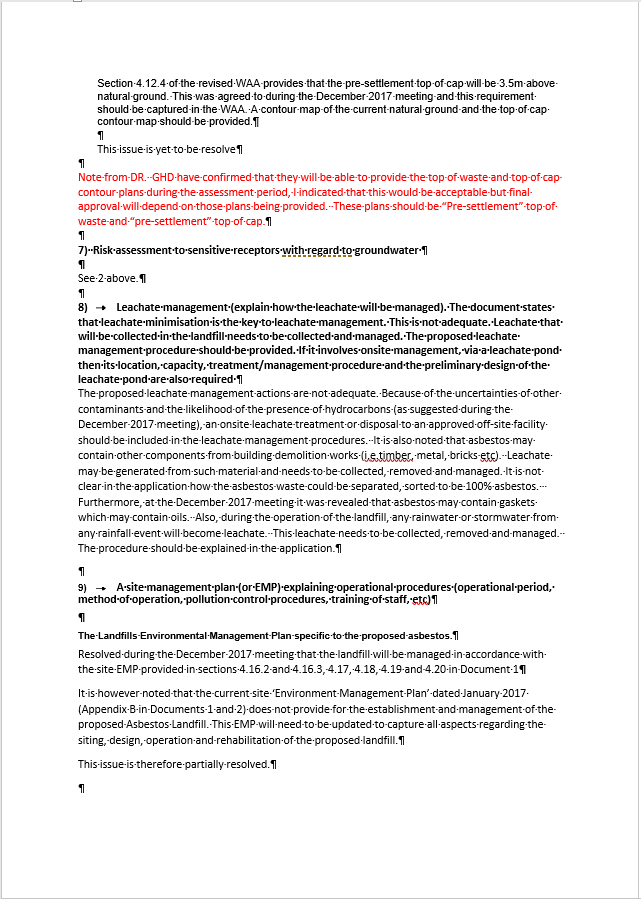 Section 4.12.4 of the revised WAA provides that the pre-settlement top of cap will be 3.5m above
natural ground. This was agreed to during the December 2017 meeting and this requirement
should be captured in the WAA. A contour map of the current natural ground and the top of cap
contour map should be provided.¶
¶
This issue is yet to be resolve¶
¶
Note from DR. GHD have confirmed that they will be able to provide the top of waste and top of cap
contour plans during the assessment period, I indicated that this would be acceptable but final
approval will depend on those plans being provided. These plans should be “Pre-settlement” top of
waste and “pre-settlement” top of cap.¶
¶
7) Risk assessment to sensitive receptors with regard to groundwater ¶
¶
See 2 above.¶
¶
8) → Leachate management (explain how the leachate will be managed). The document states
that leachate minimisation is the key to leachate management. This is not adequate. Leachate that
will be collected in the landfill needs to be collected and managed. The proposed leachate
management procedure should be provided. If it involves onsite management, via a leachate pond
then its location, capacity, treatment/management procedure and the preliminary design of the
leachate pond are also required ¶
The proposed leachate management actions are not adequate. Because of the uncertainties of other
contaminants and the likelihood of the presence of hydrocarbons (as suggested during the
December 2017 meeting), an onsite leachate treatment or disposal to an approved off-site facility
should be included in the leachate management procedures. It is also noted that asbestos may
contain other components from building demolition works (i.e.timber, metal, bricks etc). Leachate
may be generated from such material and needs to be collected, removed and managed. It is not
clear in the application how the asbestos waste could be separated, sorted to be 100% asbestos.
Furthermore, at the December 2017 meeting it was revealed that asbestos may contain gaskets
which may contain oils. Also, during the operation of the landfill, any rainwater or stormwater from
any rainfall event will become leachate. This leachate needs to be collected, removed and managed.
The procedure should be explained in the application.¶
¶
9) → A site management plan (or EMP) explaining operational procedures (operational period,
method of operation, pollution control procedures, training of staff, etc)¶
¶
The Landfills Environmental Management Plan specific to the proposed asbestos.¶
Resolved during the December 2017 meeting that the landfill will be managed in accordance with
the site EMP provided in sections 4.16.2 and 4.16.3, 4.17, 4.18, 4.19 and 4.20 in Document 1¶
It is however noted that the current site ‘Environment Management Plan’ dated January 2017
(Appendix B in Documents 1 and 2) does not provide for the establishment and management of the
proposed Asbestos Landfill. This EMP will need to be updated to capture all aspects regarding the
siting, design, operation and rehabilitation of the proposed landfill.¶
This issue is therefore partially resolved.¶
¶